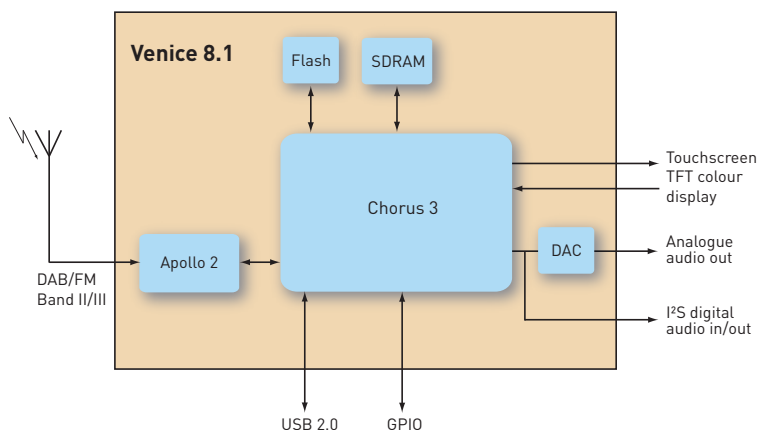 Venice 8.1
Flash
SDRAM
Touchscreen
TFT colour
display
Chorus 3
Apollo 2
DAC
Analogue
audio out
DAB/FM
Band II/III
I²S digital
audio in/out
USB 2.0
GPIO